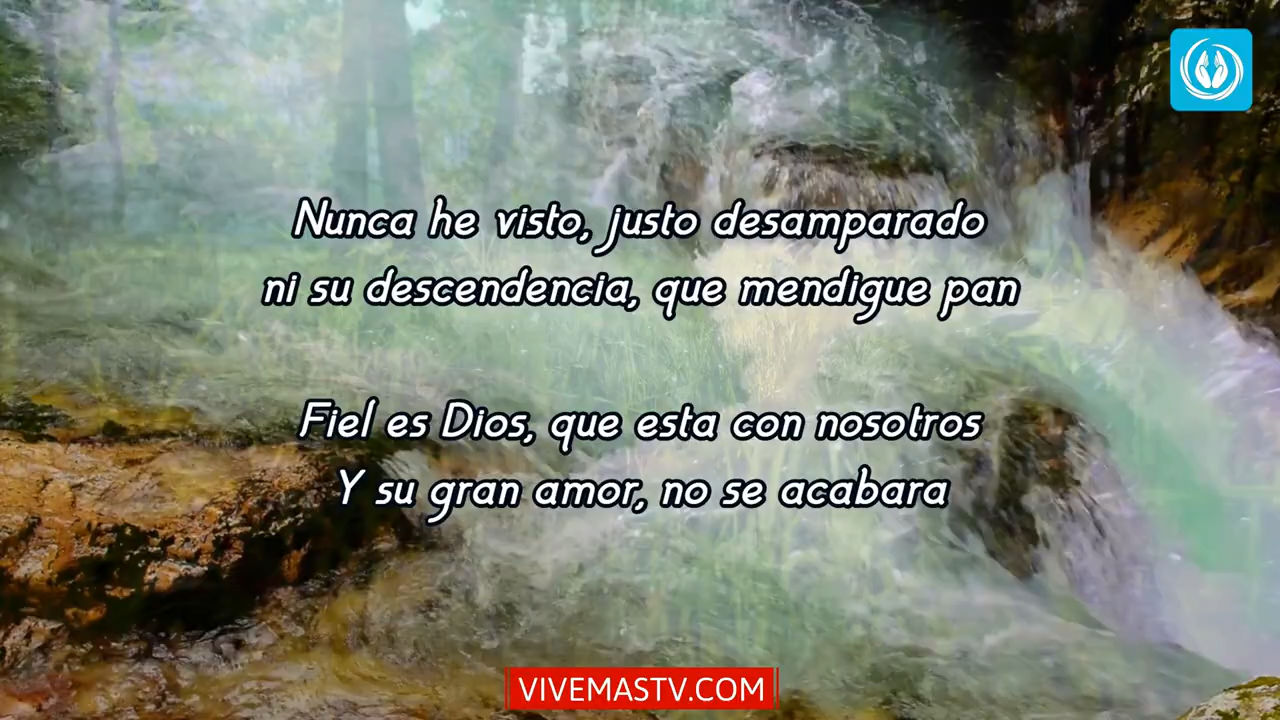 Nunca he visto, justo desamparado
ni su descendencia, que mendigue pan
Fiel es Dios, que esta con nosotros
Y su gran amor, no se acabara
VIVEMASTV.COM